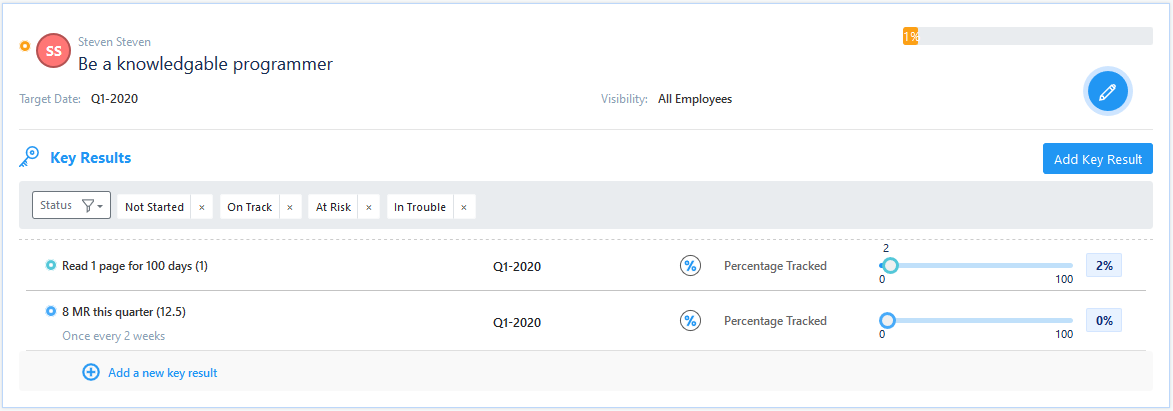 SS
Steven Steven
Be a knowledgable programmer
1%
Target Date: Q1-2020
Visibility: All Employees
Key Results
Add Key Result
Status
Not Started ×
On Track ×
At Risk ×
In Trouble ×
Read 1 page for 100 days (1)
Q1-2020
%
Percentage Tracked
2
0
100
2%
8 MR this quarter (12.5)
Once every 2 weeks
Q1-2020
%
Percentage Tracked
0
100
0%
Add a new key result